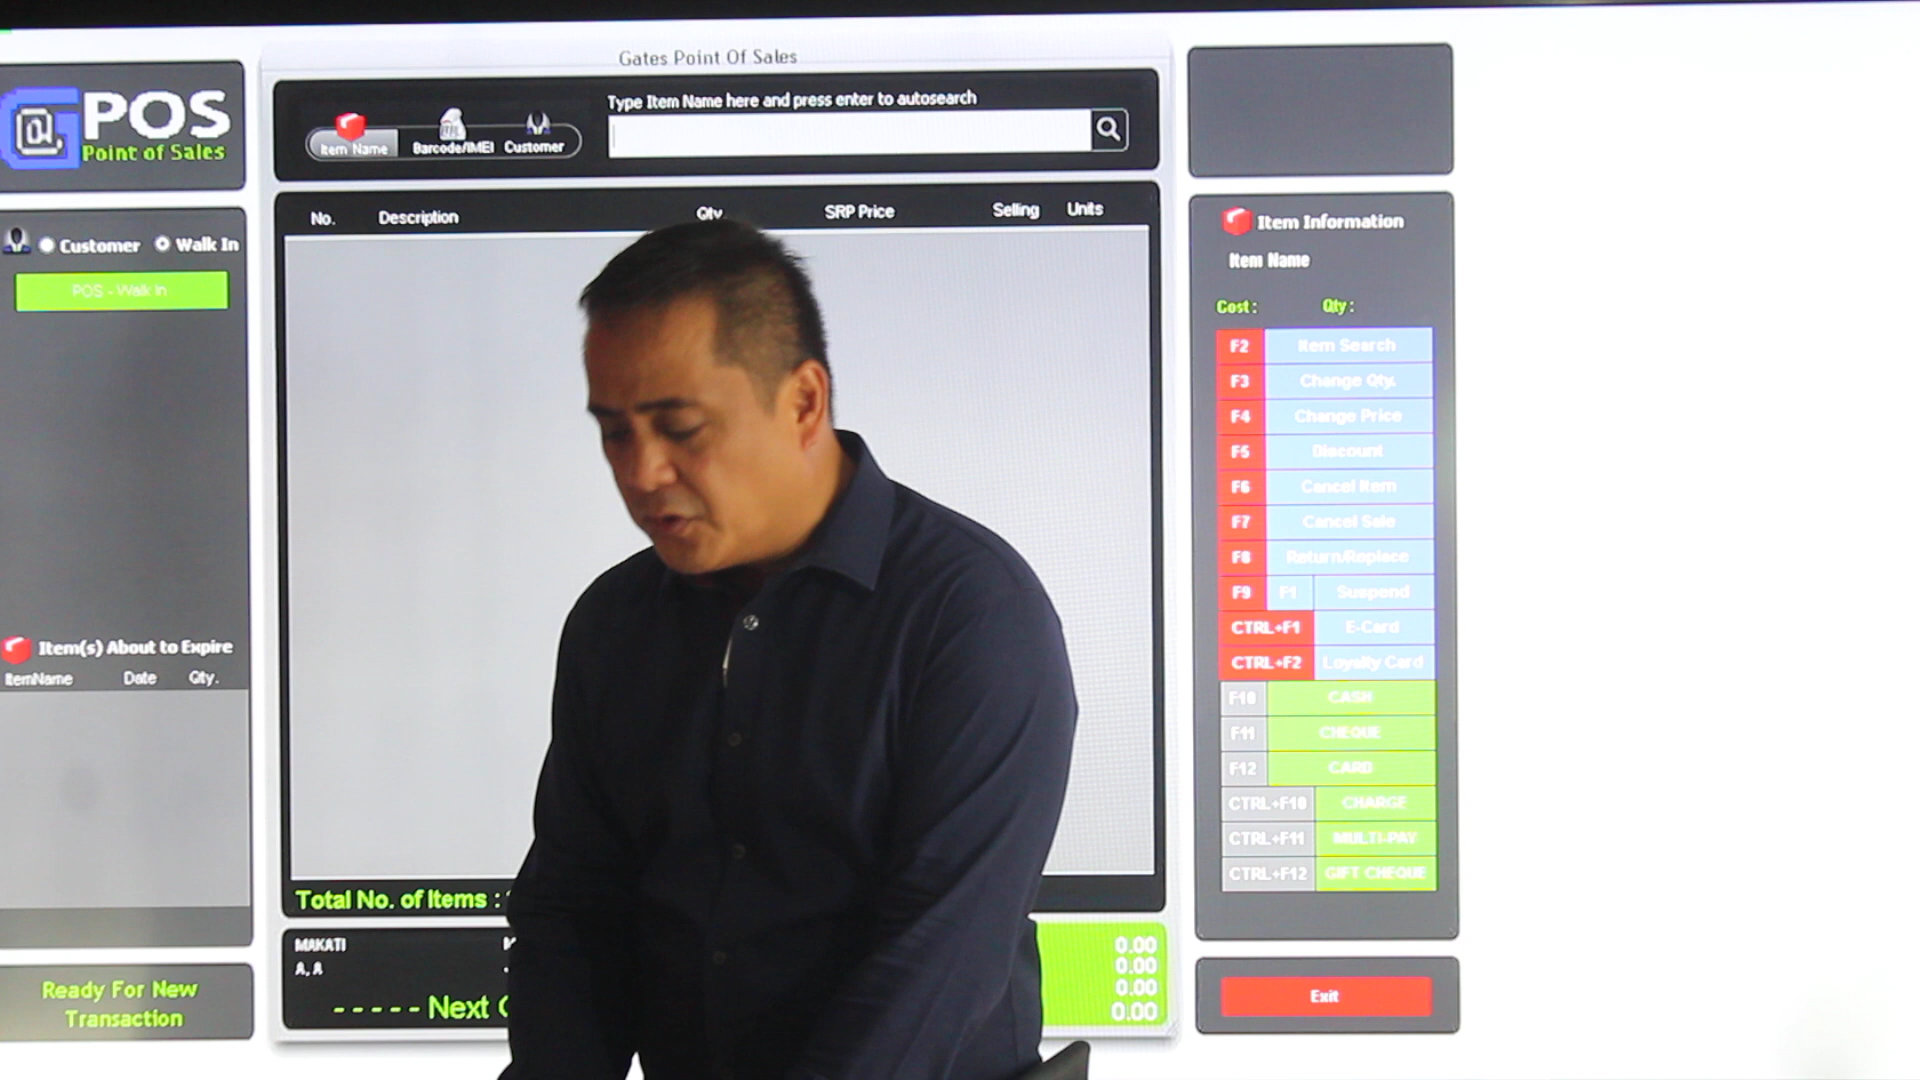 Gates Point Of Sales
@ POS
Point of Sales
Type Item Name here and press enter to autosearch
Item Name Barcode/IMEI Customer
No. Description Qty SRP Price Selling Units
Customer Walk In
POS - Walk In
Item(s) About to Expire
ItemName Date Qty.
Ready For New
Transaction
Total No. of Items :
MAKATI
A, A
- - - - - Next
0.00
0.00
0.00
0.00
Item Information
Item Name
Cost : Qty :
F2 Item Search
F3 Change Qty.
F4 Change Price
F5 Discount
F6 Cancel Item
F7 Cancel Sale
F8 Return/Replace
F9 F1 Suspend
CTRL+F1 E-Card
CTRL+F2 Loyalty Card
F10 CASH
F11 CHEQUE
F12 CARD
CTRL+F10 CHARGE
CTRL+F11 MULTI-PAY
CTRL+F12 GIFT CHEQUE
Exit